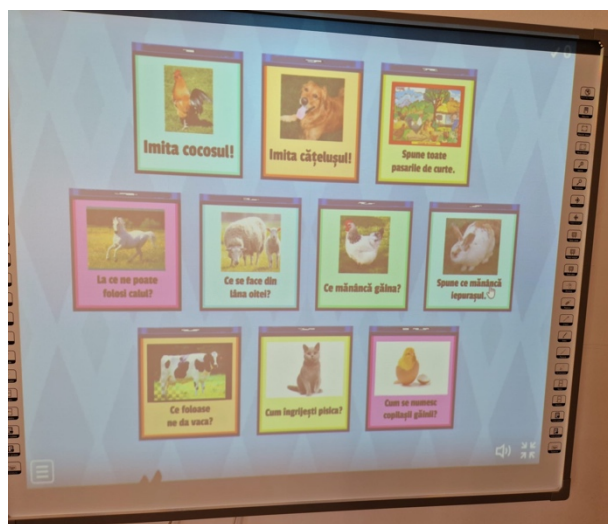 Imita cocosul!
Imita cățelușul!
Spune toate
pasarile de curte.
La ce ne poate
folosi calul?
Ce se face din
lâna oitei?
Ce mănâncă găina?
Spune ce mănâncă
iepurașul.
Ce foloase
ne da vaca?
Cum îngrijești pisica?
Cum se numesc
copilașii găinii?